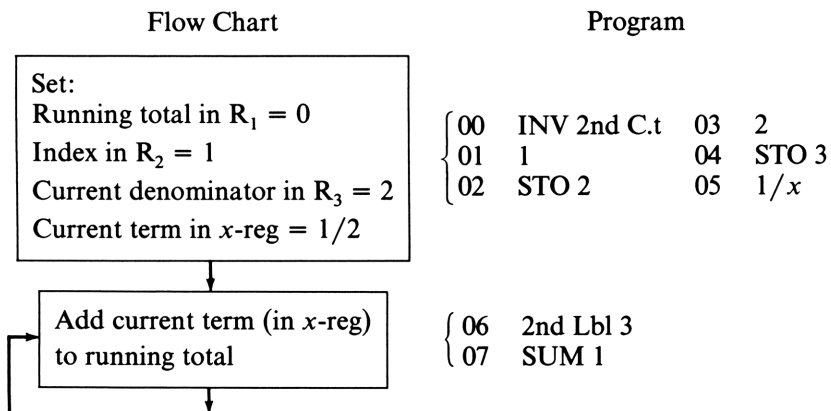 Flow Chart Program
Set:
Running total in R₁ = 0
Index in R₂ = 1
Current denominator in R₃ = 2
Current term in x-reg = 1/2
00 INV 2nd C.t 03 2
01 1 04 STO 3
02 STO 2 05 1/x
Add current term (in x-reg)
to running total
06 2nd Lbl 3
07 SUM 1